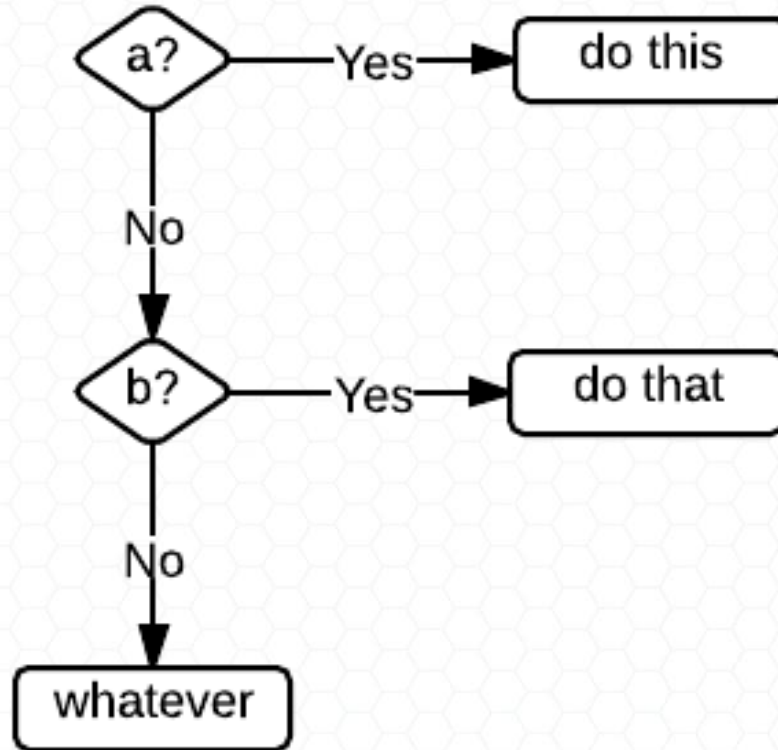 a?
Yes
do this
No
b?
Yes
do that
No
whatever